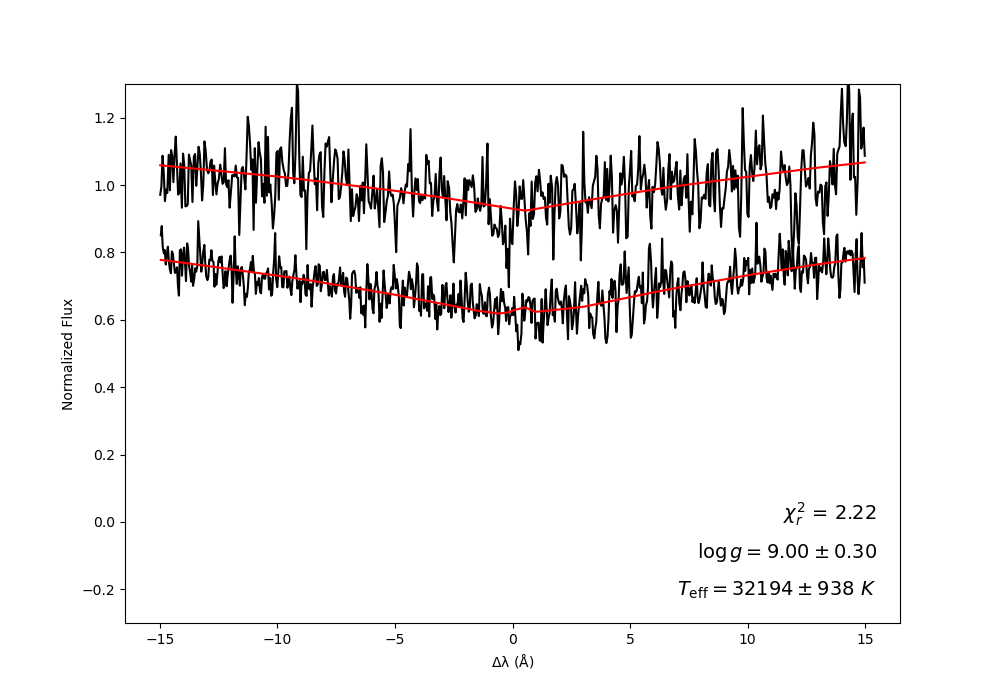 1.2
1.0
0.8
0.6
0.4
0.2
0.0
−0.2
Normalized Flux
χ²ᵣ = 2.22
log g = 9.00 ± 0.30
T_eff = 32194 ± 938 K
−15 −10 −5 0 5 10 15
Δλ (Å)